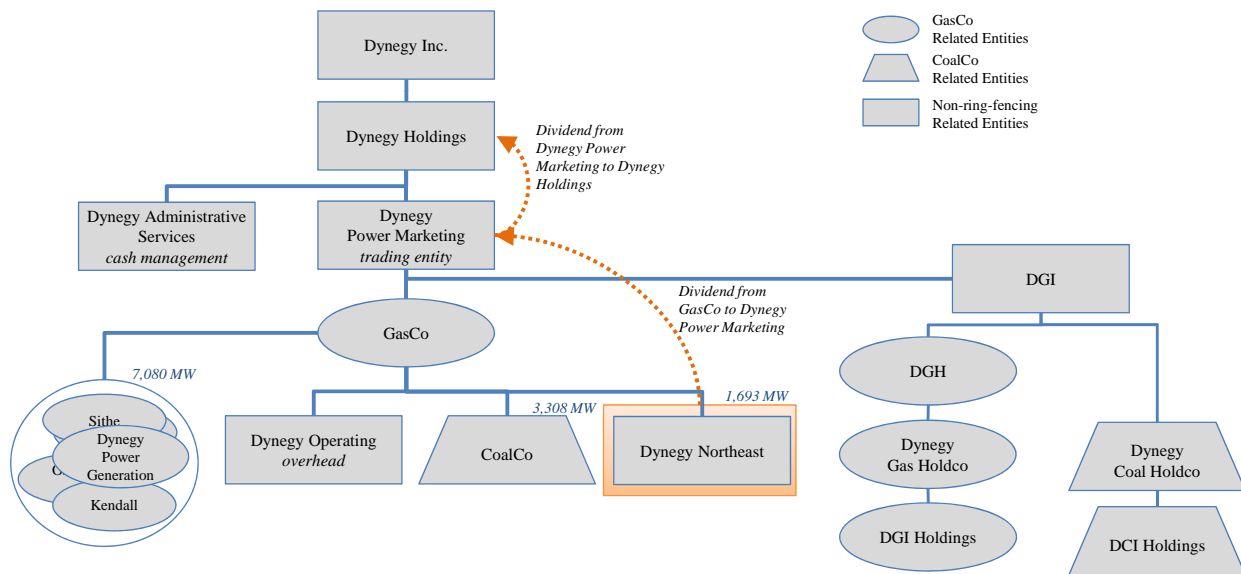 Dynegy Inc.
GasCo
Related Entities
CoalCo
Related Entities
Non-ring-fencing
Related Entities
Dynegy Holdings
Dividend from
Dynegy Power
Marketing to Dynegy
Holdings
Dynegy Administrative
Services
cash management
Dynegy
Power Marketing
trading entity
DGI
Dividend from
GasCo to Dynegy
Power Marketing
GasCo
DGH
7,080 MW
Sithe
Dynegy
Power
Generation
Kendall
Dynegy Operating
overhead
3,308 MW
CoalCo
1,693 MW
Dynegy Northeast
Dynegy
Gas Holdco
Dynegy
Coal Holdco
DGI Holdings
DCI Holdings